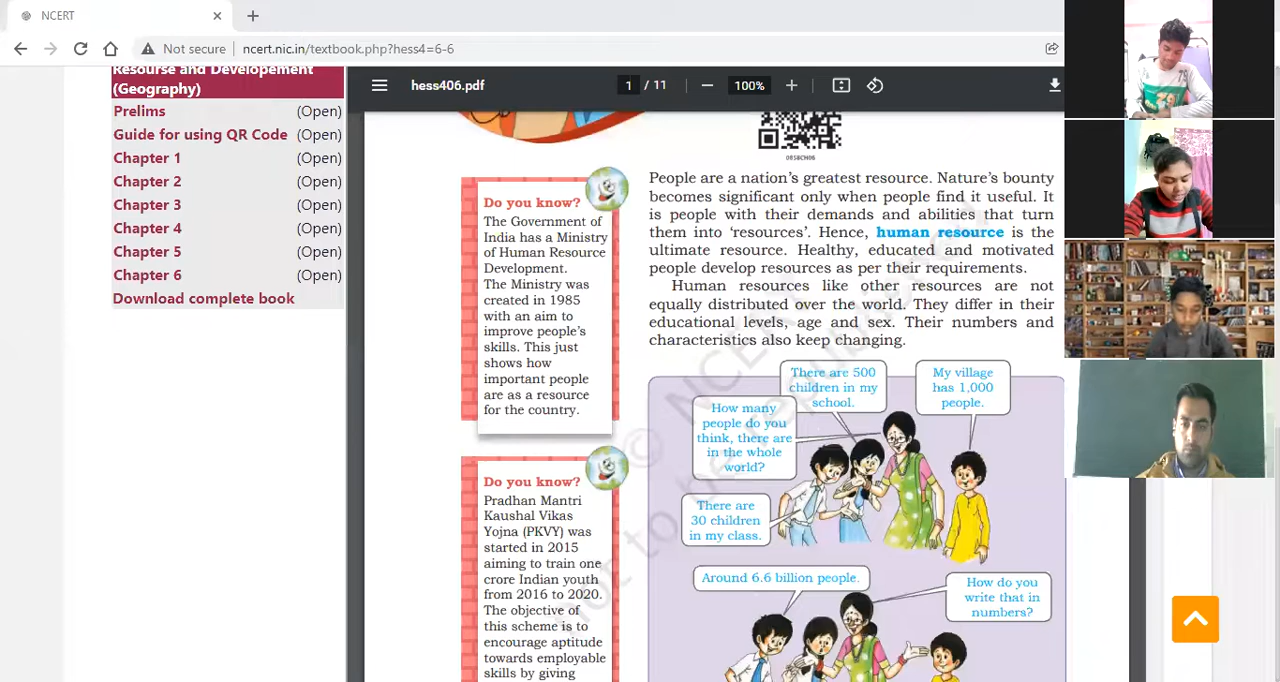 NCERT
Not secure
ncert.nic.in/textbook.php?hess4=6-6
Resourse and Developement
(Geography)
Prelims (Open)
Guide for using QR Code (Open)
Chapter 1 (Open)
Chapter 2 (Open)
Chapter 3 (Open)
Chapter 4 (Open)
Chapter 5 (Open)
Chapter 6 (Open)
Download complete book
hess406.pdf
1 / 11
100%
0858CH06
Do you know?
The Government of
India has a Ministry
of Human Resource
Development.
The Ministry was
created in 1985
with an aim to
improve people's
skills. This just
shows how
important people
are as a resource
for the country.
Do you know?
Pradhan Mantri
Kaushal Vikas
Yojna (PKVY) was
started in 2015
aiming to train one
crore Indian youth
from 2016 to 2020.
The objective of
this scheme is to
encourage aptitude
towards employable
skills by giving
People are a nation's greatest resource. Nature's bounty
becomes significant only when people find it useful. It
is people with their demands and abilities that turn
them into 'resources'. Hence, human resource is the
ultimate resource. Healthy, educated and motivated
people develop resources as per their requirements.
Human resources like other resources are not
equally distributed over the world. They differ in their
educational levels, age and sex. Their numbers and
characteristics also keep changing.
There are 500
children in my
school.
My village
has 1,000
people.
How many
people do you
think, there are
in the whole
world?
There are
30 children
in my class.
Around 6.6 billion people.
How do you
write that in
numbers?
© NCERT
not to be republished